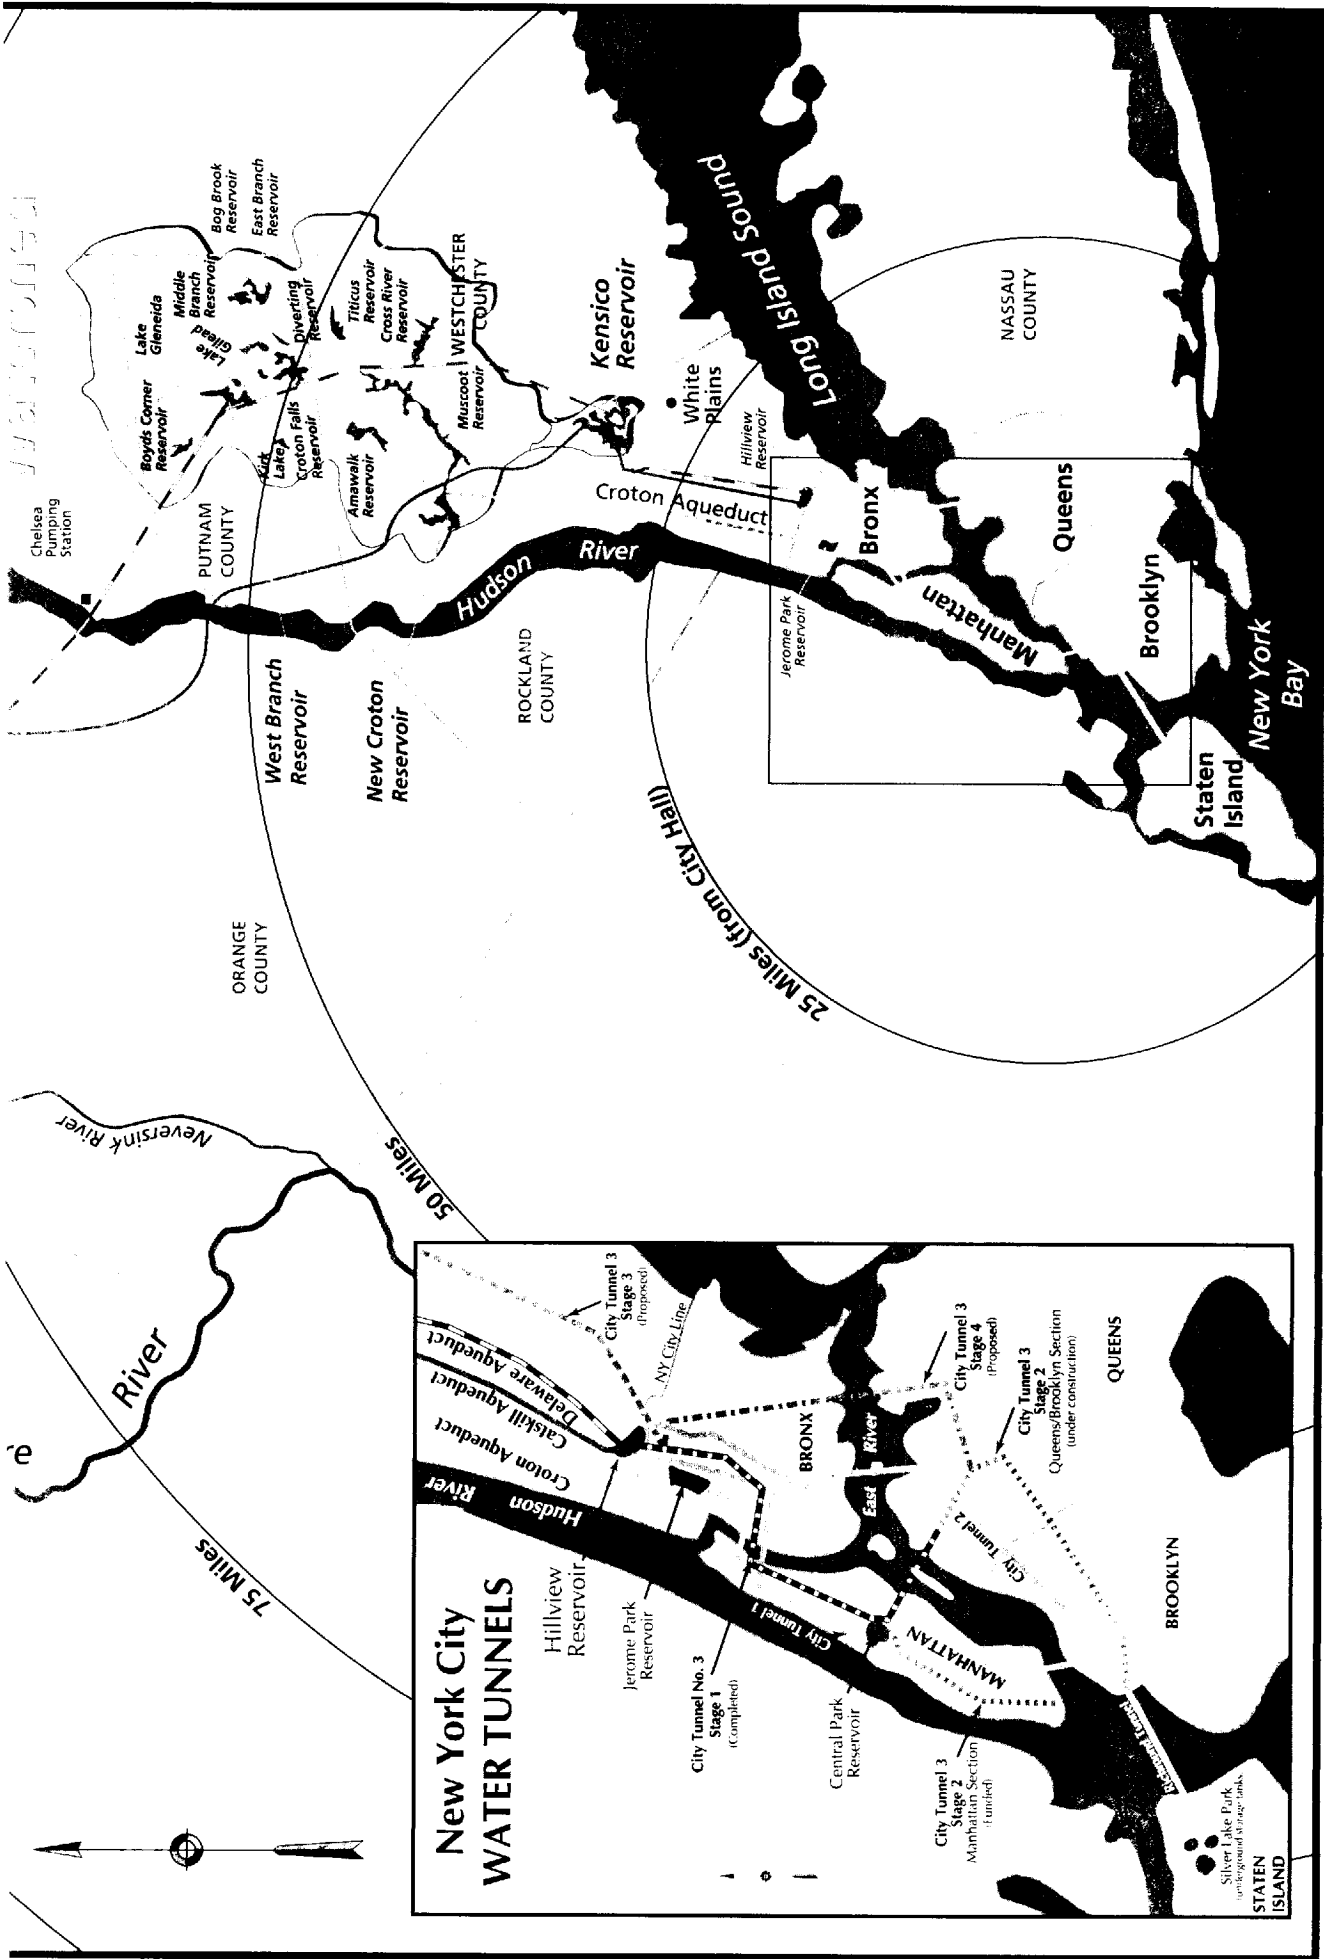 Chelsea
Pumping
Station
PUTNAM
COUNTY
Boyds Corner
Reservoir
Lake
Gleneida
Lake
Gilead
Middle
Branch
Reservoir
Bog Brook
Reservoir
East Branch
Reservoir
Kirk
Lake
Croton Falls
Reservoir
Diverting
Reservoir
Titicus
Reservoir
Cross River
Reservoir
Amawalk
Reservoir
Muscoot
Reservoir
WESTCHESTER
COUNTY
Kensico
Reservoir
White
Plains
Hillview
Reservoir
Croton Aqueduct
Hudson River
West Branch
Reservoir
New Croton
Reservoir
ROCKLAND
COUNTY
ORANGE
COUNTY
Jerome Park
Reservoir
Long Island Sound
NASSAU
COUNTY
Bronx
Manhattan
Queens
Brooklyn
Staten
Island
New York
Bay
25 Miles (from City Hall)
50 Miles
75 Miles
Neversink River
re
River
New York City
WATER TUNNELS
Hillview
Reservoir
Jerome Park
Reservoir
City Tunnel No. 3
Stage 1
(Completed)
Central Park
Reservoir
City Tunnel 3
Stage 2
Manhattan Section
(Funded)
Silver Lake Park
(underground storage tanks)
STATEN
ISLAND
Hudson River
Croton Aqueduct
Catskill Aqueduct
Delaware Aqueduct
City Tunnel 3
Stage 3
(Proposed)
NY City Line
BRONX
East River
City Tunnel 1
MANHATTAN
City Tunnel 2
City Tunnel 3
Stage 4
(Proposed)
City Tunnel 3
Stage 2
Queens/Brooklyn Section
(under construction)
QUEENS
BROOKLYN
Richmond Tunnel